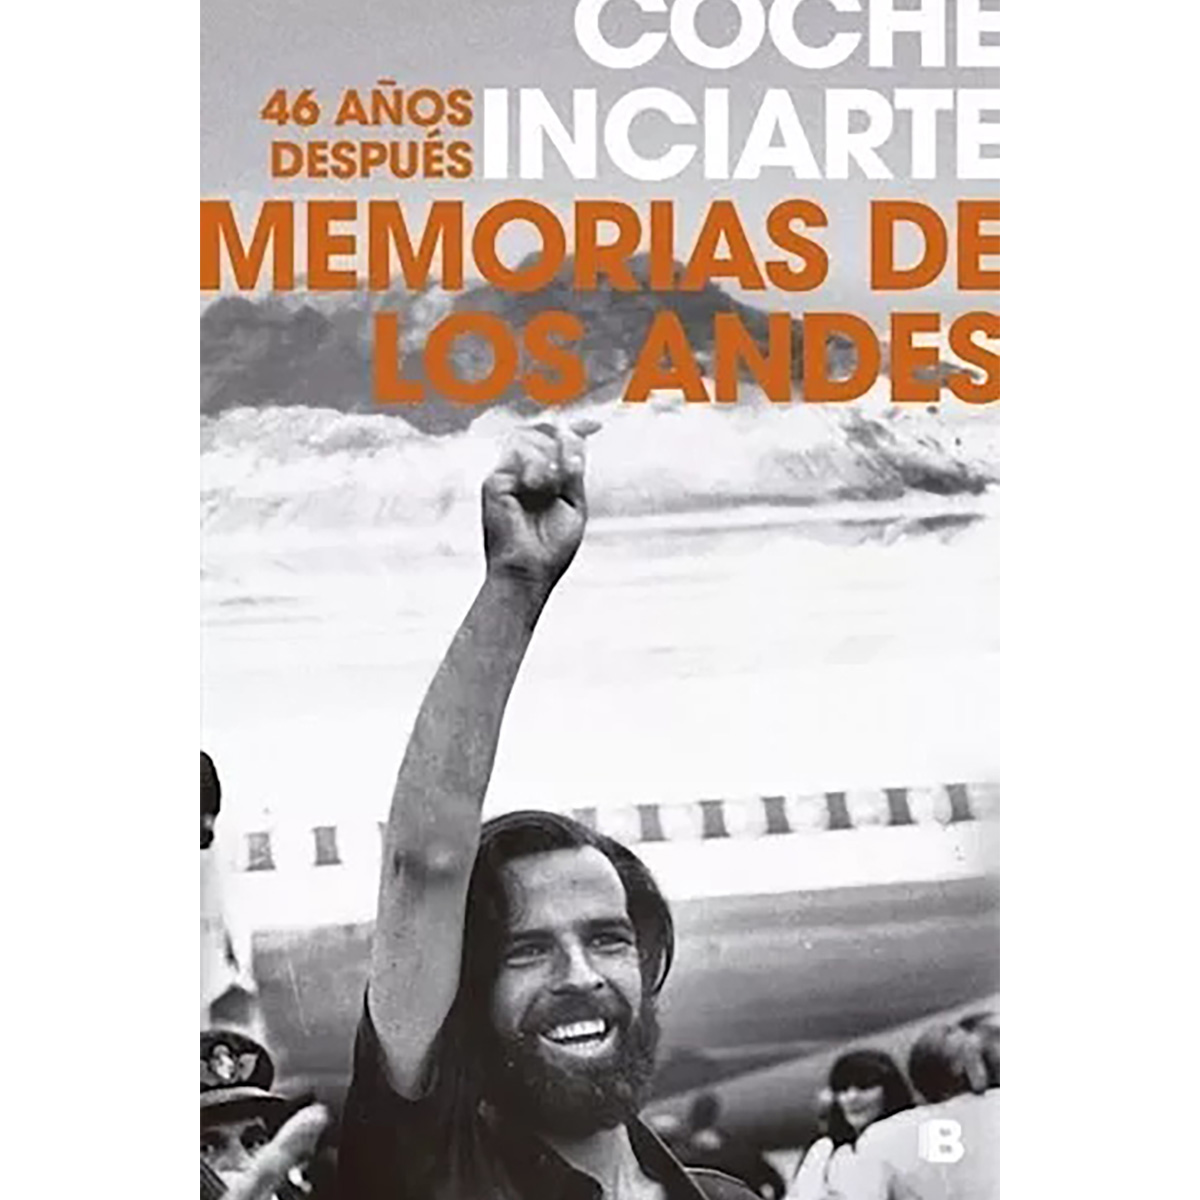 COCHE
46 AÑOS INCIARTE
DESPUÉS
MEMORIAS DE
LOS ANDES
B